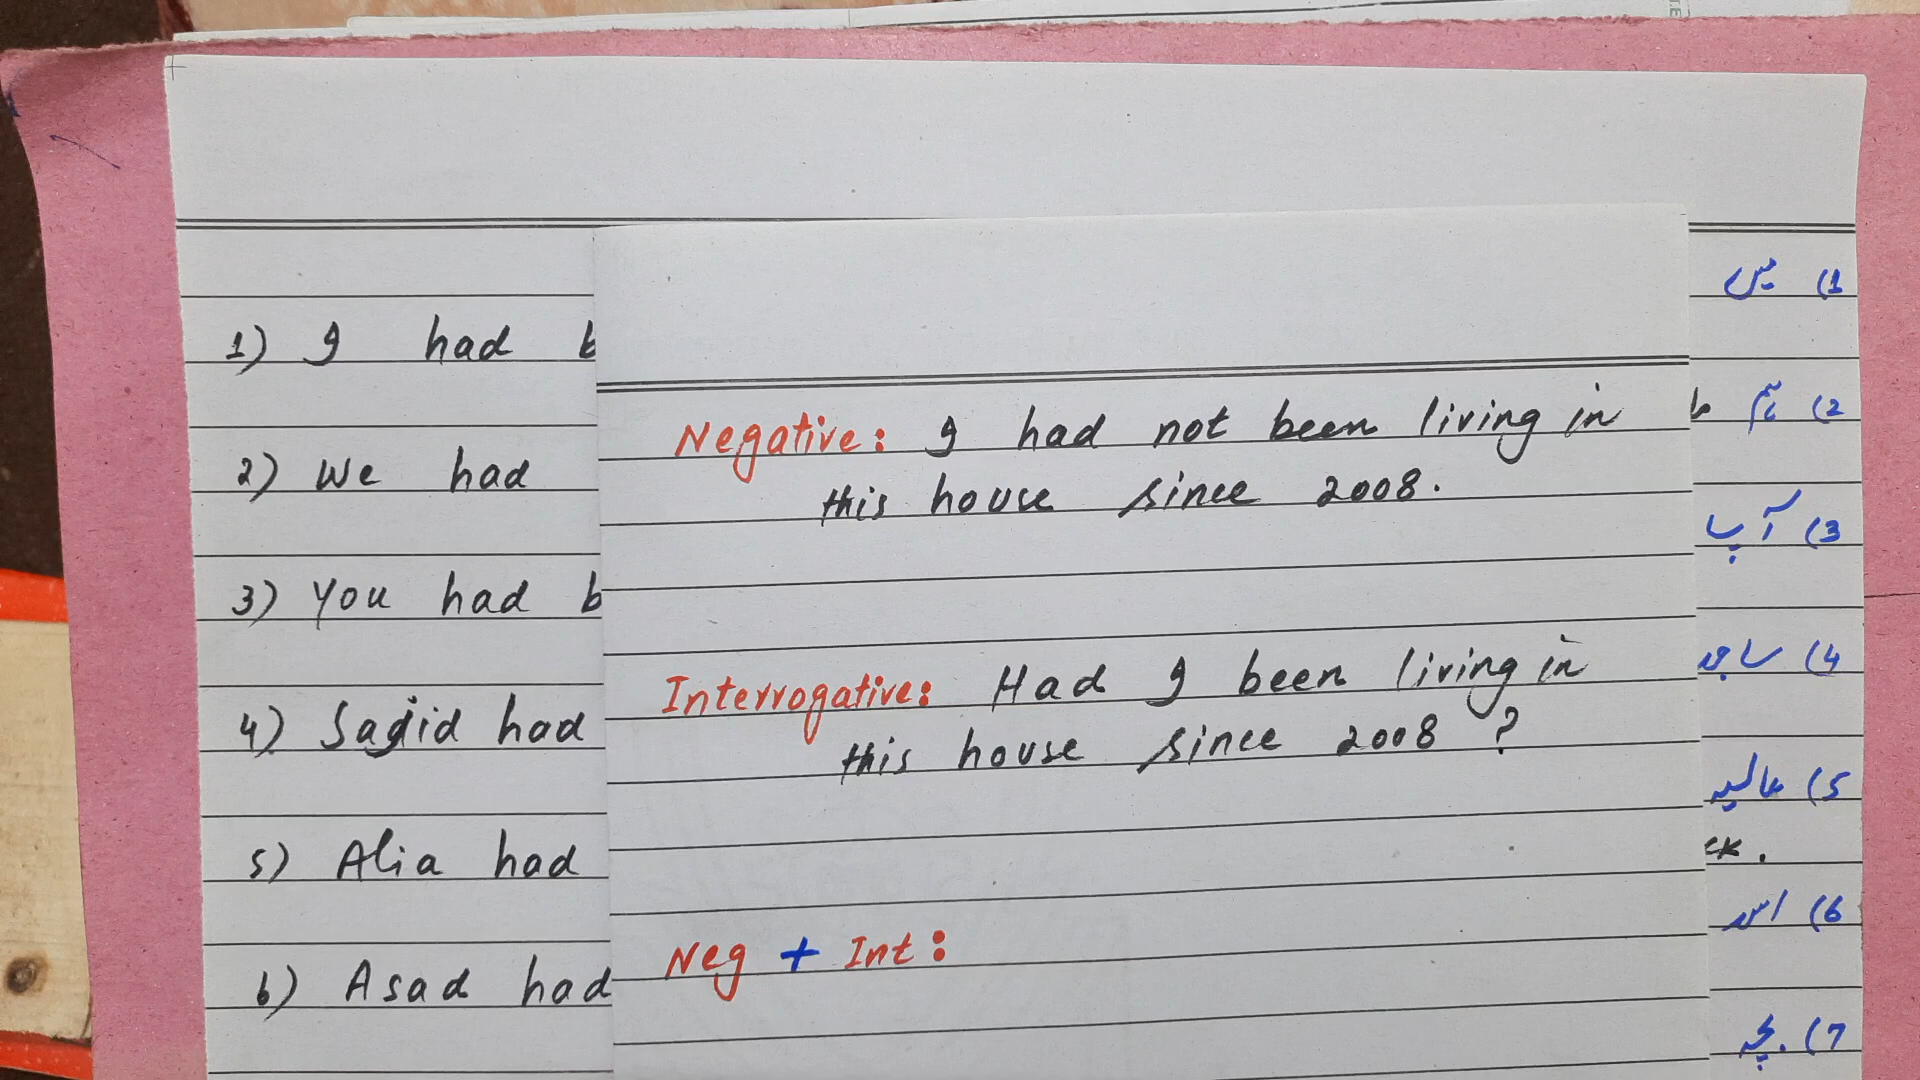 1) I had b
2) We had
3) You had b
4) Sajid had
5) Alia had
6) Asad had
Negative: I had not been living in
this house since 2008.
Interrogative: Had I been living in
this house since 2008 ?
Neg + Int:
1) میں
2) ہم
3) آپ
4) ساجد
5) عالیہ
ck.
6) اسد
7)